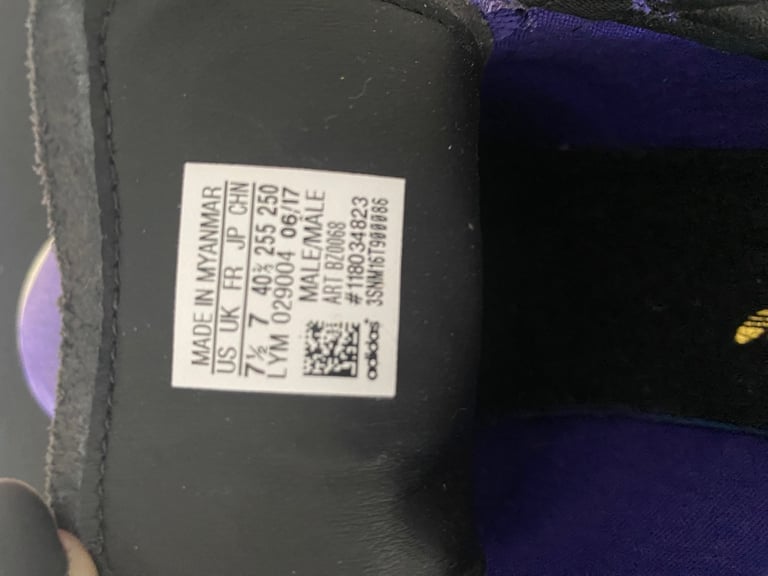 MADE IN MYANMAR
US UK FR JP CHN
7½ 7 40⅔ 255 250
LYM 029004 06/17
MALE/MÂLE
ART BZ0068
#118034823
3SNM16T900086
adidas®